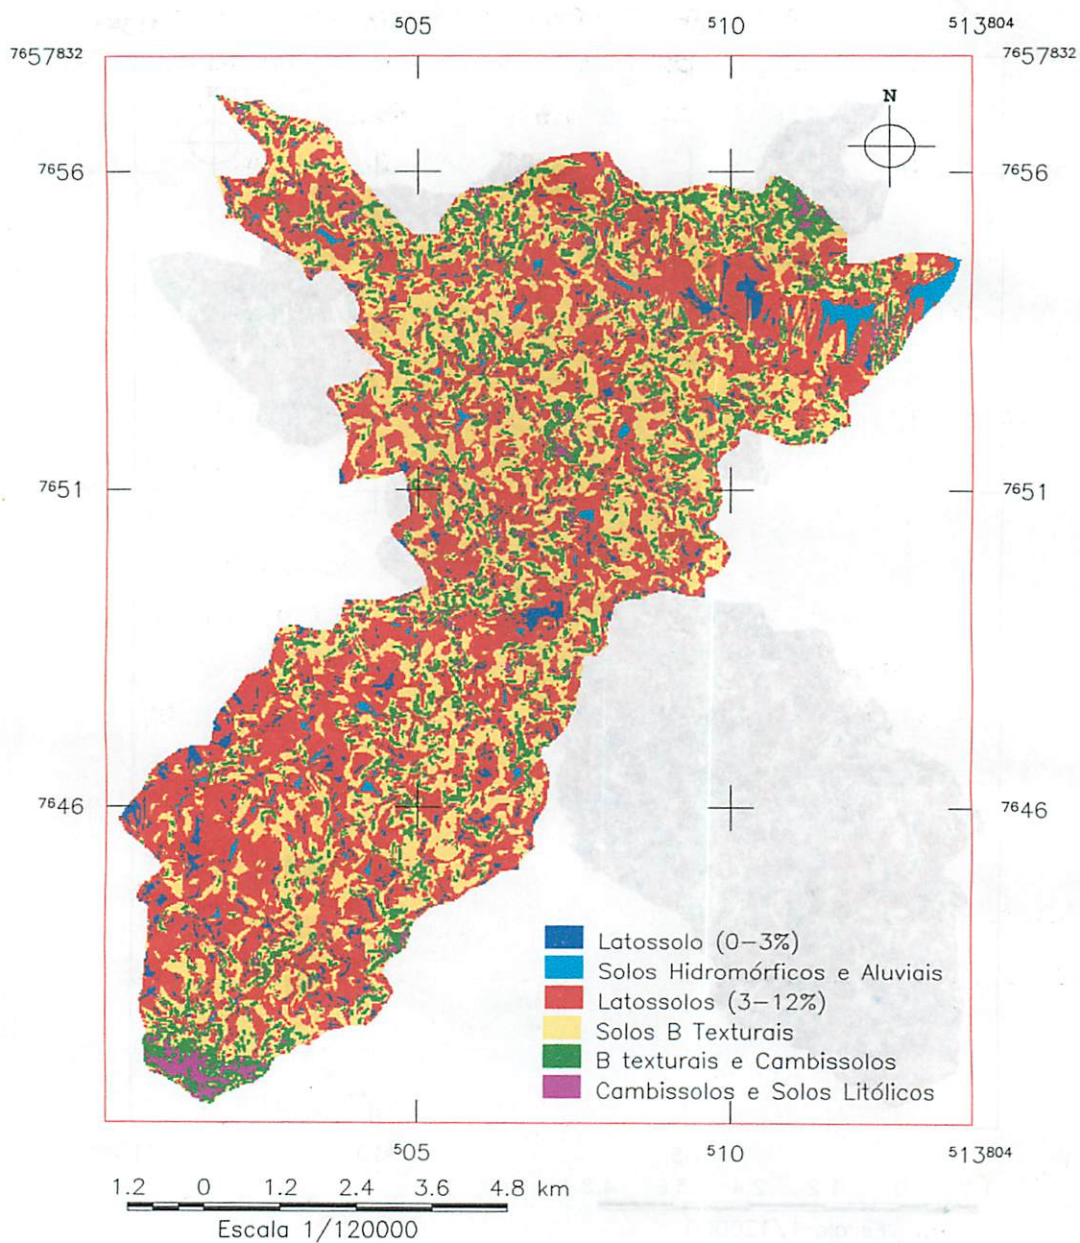 505 510 513804
7657832 7657832
N
7656 7656
7651 7651
7646 7646
Latossolo (0-3%)
Solos Hidromórficos e Aluviais
Latossolos (3-12%)
Solos B Texturais
B texturais e Cambissolos
Cambissolos e Solos Litólicos
505 510 513804
1.2 0 1.2 2.4 3.6 4.8 km
Escala 1/120000